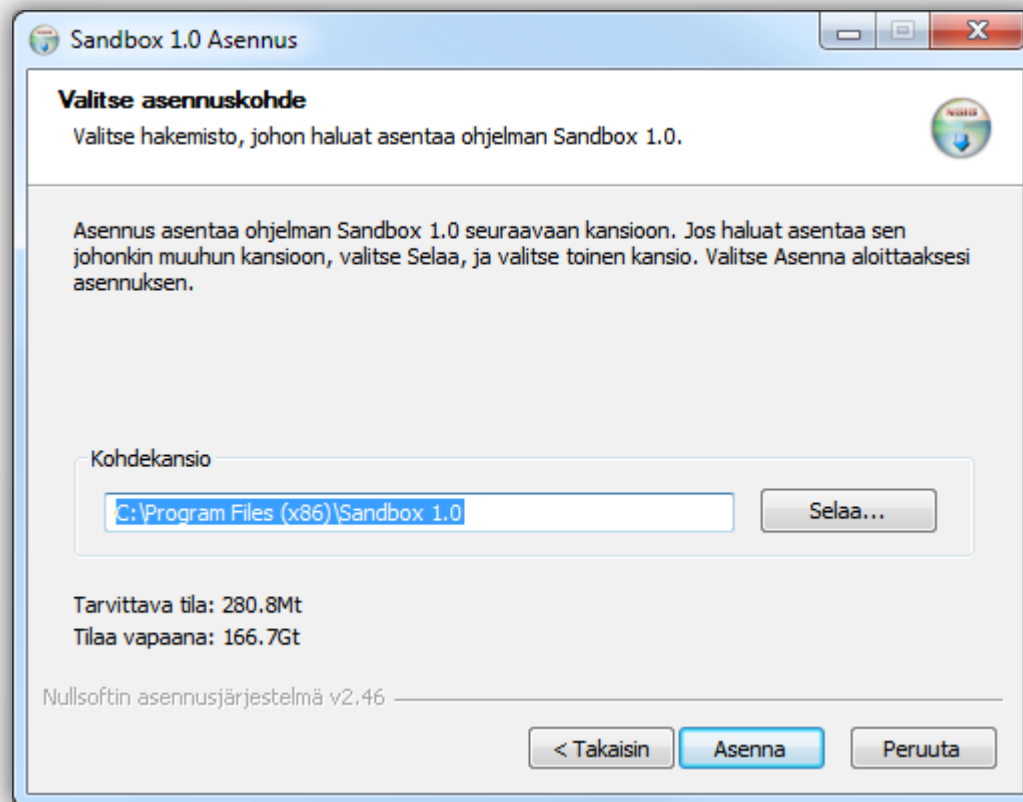 Sandbox 1.0 Asennus
Valitse asennuskohde
Valitse hakemisto, johon haluat asentaa ohjelman Sandbox 1.0.
Asennus asentaa ohjelman Sandbox 1.0 seuraavaan kansioon. Jos haluat asentaa sen
johonkin muuhun kansioon, valitse Selaa, ja valitse toinen kansio. Valitse Asenna aloittaaksesi
asennuksen.
Kohdekansio
C:\Program Files (x86)\Sandbox 1.0
Selaa...
Tarvittava tila: 280.8Mt
Tilaa vapaana: 166.7Gt
Nullsoftin asennusjärjestelmä v2.46
< Takaisin
Asenna
Peruuta